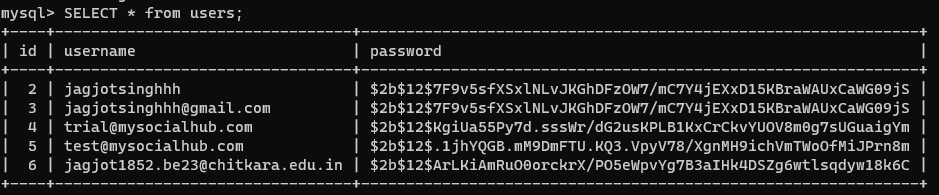 mysql> SELECT * from users;
+----+--------------------------------+--------------------------------------------------------------+
| id | username | password |
+----+--------------------------------+--------------------------------------------------------------+
| 2 | jagjotsinghhh | $2b$12$7F9v5sfXSxlNLvJKGhDFzOW7/mC7Y4jEXxD15KBraWAUxCaWG09jS |
| 3 | jagjotsinghhh@gmail.com | $2b$12$7F9v5sfXSxlNLvJKGhDFzOW7/mC7Y4jEXxD15KBraWAUxCaWG09jS |
| 4 | trial@mysocialhub.com | $2b$12$KgiUa55Py7d.sssWr/dG2usKPLB1KxCrCkvYUOV8m0g7sUGuaigYm |
| 5 | test@mysocialhub.com | $2b$12$.1jhYQGB.mM9DmFTU.KQ3.VpyV78/XgnMH9ichVmTWoOfMiJPrn8m |
| 6 | jagjot1852.be23@chitkara.edu.in | $2b$12$ArLKiAmRuO0orckrX/PO5eWpvYg7B3aIHk4DSZg6wtlsqdyw18k6C |
+----+--------------------------------+--------------------------------------------------------------+